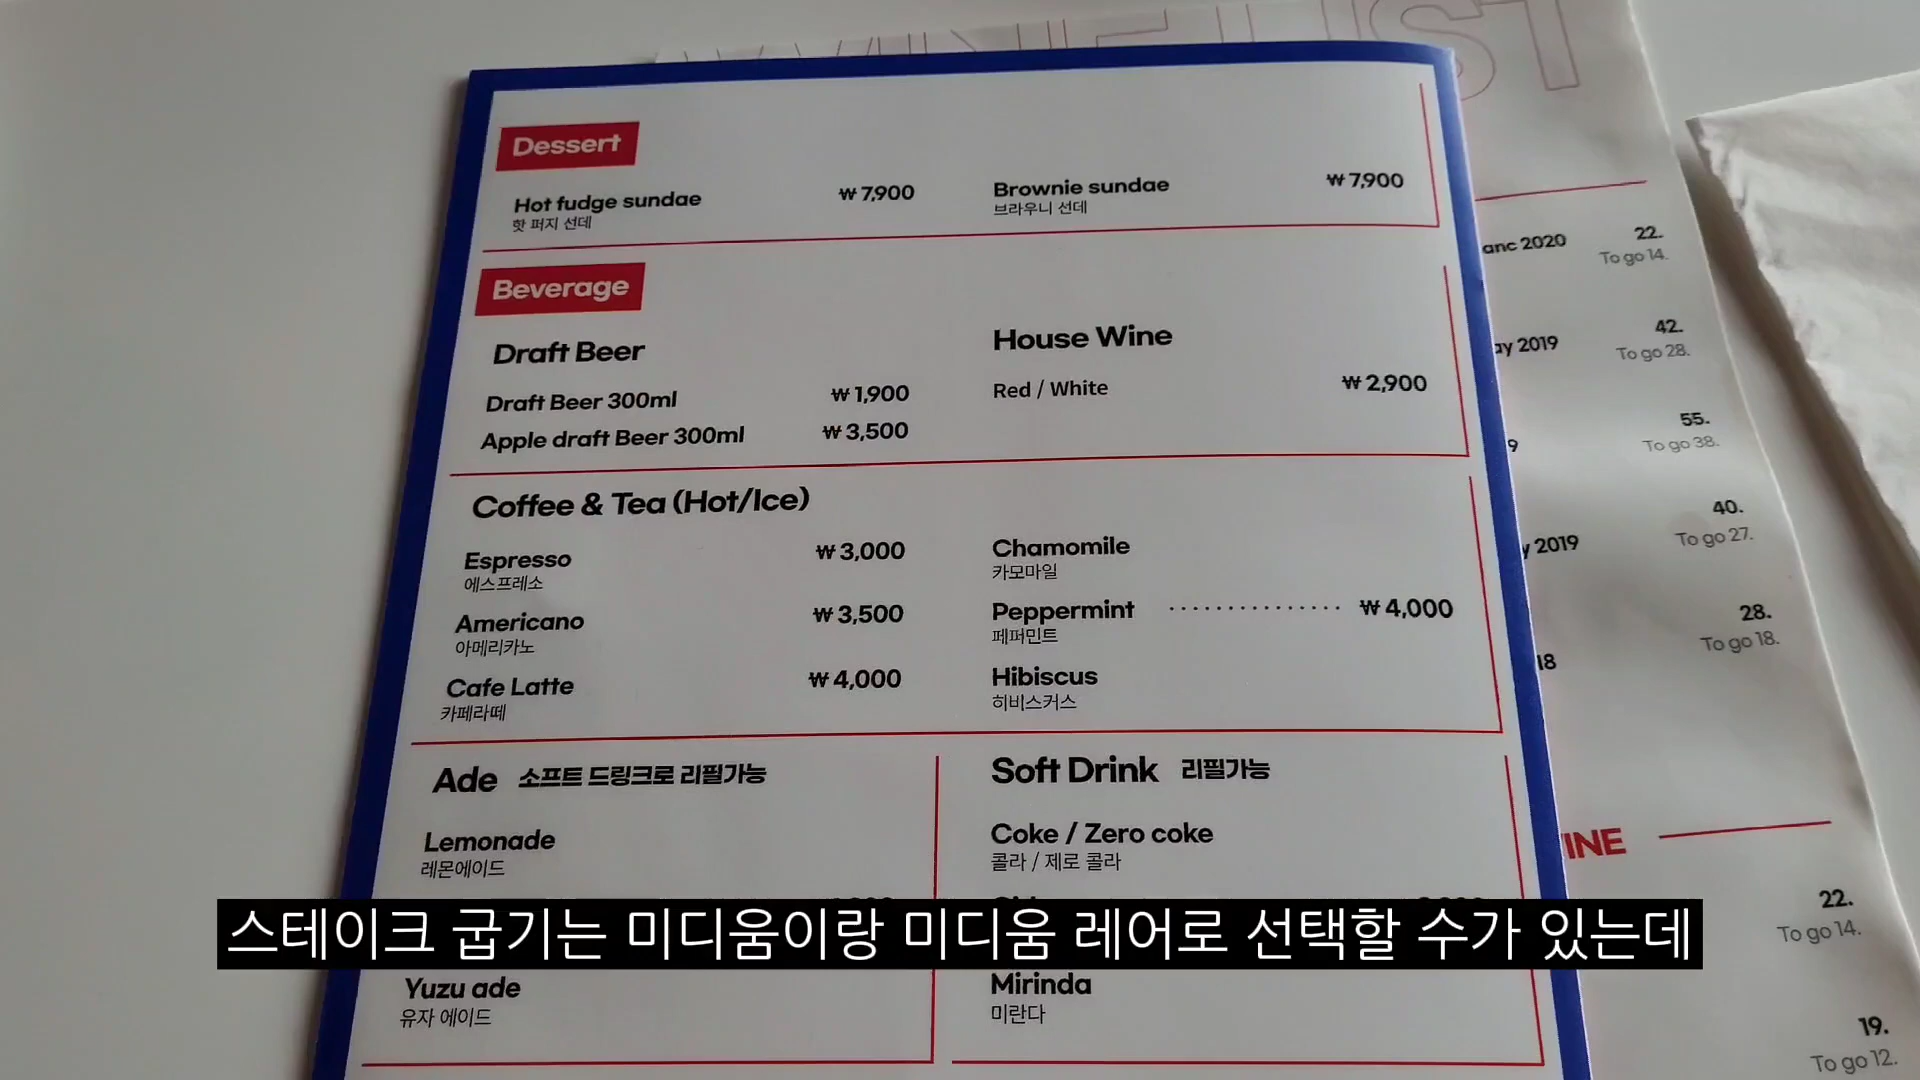 WINE LIST
Dessert
Hot fudge sundae ₩ 7,900
핫 퍼지 선데
Brownie sundae ₩ 7,900
브라우니 선데
Beverage
Draft Beer
Draft Beer 300ml ₩ 1,900
Apple draft Beer 300ml ₩ 3,500
House Wine
Red / White ₩ 2,900
Coffee & Tea (Hot/Ice)
Espresso ₩ 3,000
에스프레소
Americano ₩ 3,500
아메리카노
Cafe Latte ₩ 4,000
카페라떼
Chamomile
카모마일
Peppermint ............... ₩ 4,000
페퍼민트
Hibiscus
히비스커스
Ade 소프트 드링크로 리필가능
Lemonade
레몬에이드
Yuzu ade
유자 에이드
Soft Drink 리필가능
Coke / Zero coke
콜라 / 제로 콜라
Mirinda
미란다
스테이크 굽기는 미디움이랑 미디움 레어로 선택할 수가 있는데
anc 2020 22.
To go 14.
ay 2019 42.
To go 28.
9 55.
To go 38.
y 2019 40.
To go 27.
18 28.
To go 18.
INE
22.
To go 14.
19.
To go 12.